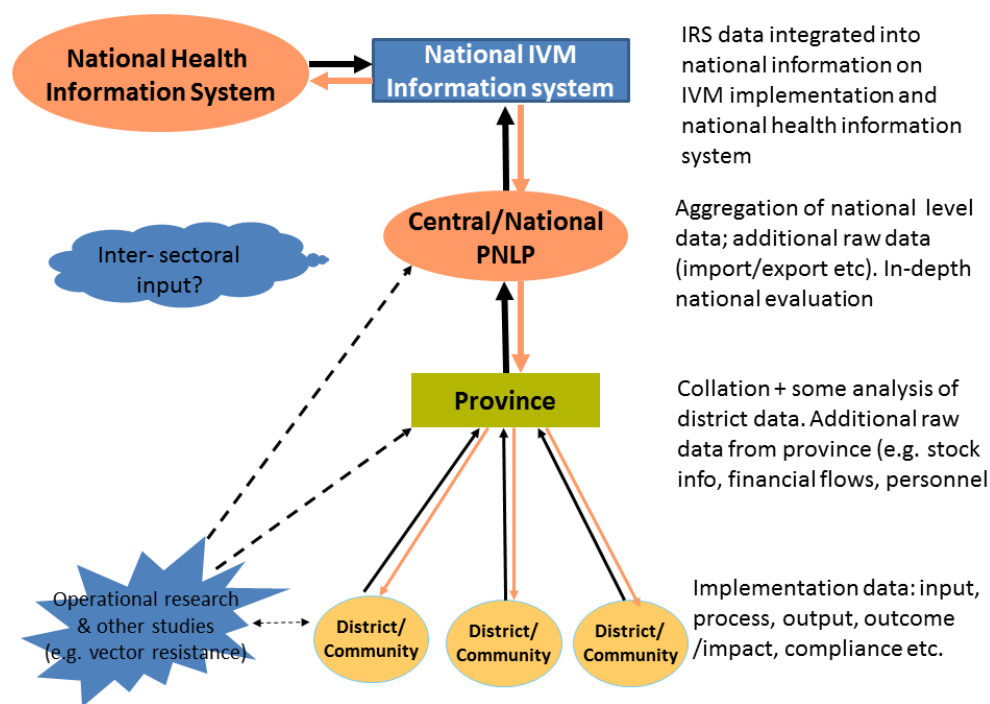 National Health
Information System
National IVM
Information system
IRS data integrated into
national information on
IVM implementation and
national health information
system
Inter- sectoral
input?
Central/National
PNLP
Aggregation of national level
data; additional raw data
(import/export etc). In-depth
national evaluation
Province
Collation + some analysis of
district data. Additional raw
data from province (e.g. stock
info, financial flows, personnel
Operational research
& other studies
(e.g. vector resistance)
District/
Community
District/
Community
District/
Community
Implementation data: input,
process, output, outcome
/impact, compliance etc.